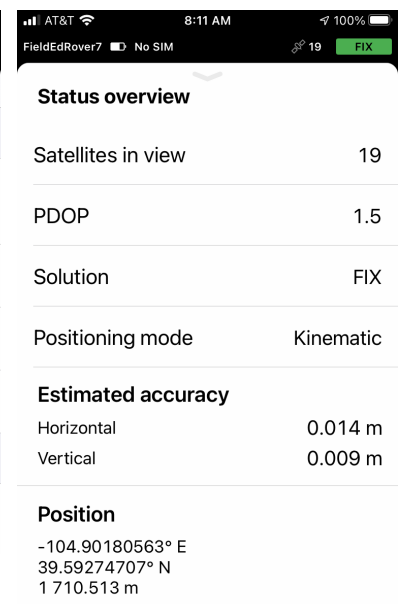 AT&T 8:11 AM 100%
FieldEdRover7 No SIM 19 FIX
Status overview
Satellites in view 19
PDOP 1.5
Solution FIX
Positioning mode Kinematic
Estimated accuracy
Horizontal 0.014 m
Vertical 0.009 m
Position
-104.90180563° E
39.59274707° N
1 710.513 m